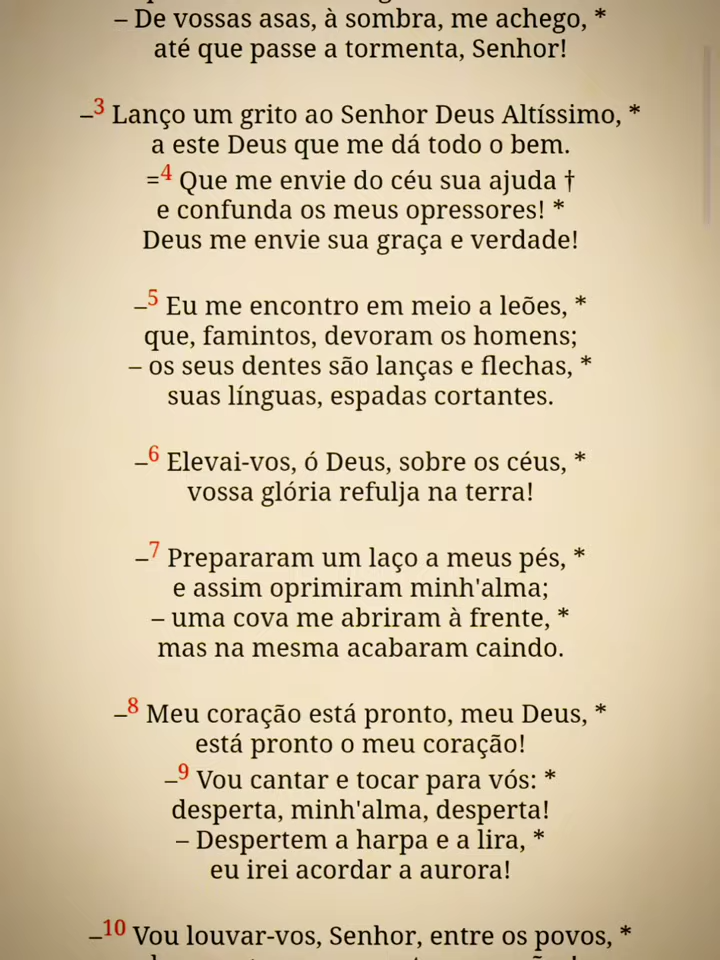 – De vossas asas, à sombra, me achego, *
até que passe a tormenta, Senhor!
–3 Lanço um grito ao Senhor Deus Altíssimo, *
a este Deus que me dá todo o bem.
=4 Que me envie do céu sua ajuda †
e confunda os meus opressores! *
Deus me envie sua graça e verdade!
–5 Eu me encontro em meio a leões, *
que, famintos, devoram os homens;
– os seus dentes são lanças e flechas, *
suas línguas, espadas cortantes.
–6 Elevai-vos, ó Deus, sobre os céus, *
vossa glória refulja na terra!
–7 Prepararam um laço a meus pés, *
e assim oprimiram minh'alma;
– uma cova me abriram à frente, *
mas na mesma acabaram caindo.
–8 Meu coração está pronto, meu Deus, *
está pronto o meu coração!
–9 Vou cantar e tocar para vós: *
desperta, minh'alma, desperta!
– Despertem a harpa e a lira, *
eu irei acordar a aurora!
–10 Vou louvar-vos, Senhor, entre os povos, *